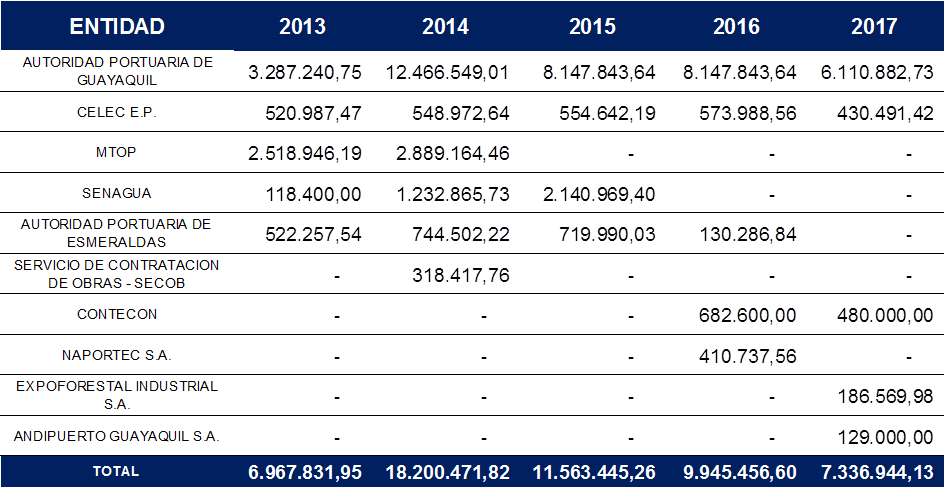 ENTIDAD 2013 2014 2015 2016 2017
AUTORIDAD PORTUARIA DE
GUAYAQUIL 3.287.240,75 12.466.549,01 8.147.843,64 8.147.843,64 6.110.882,73
CELEC E.P. 520.987,47 548.972,64 554.642,19 573.988,56 430.491,42
MTOP 2.518.946,19 2.889.164,46 - - -
SENAGUA 118.400,00 1.232.865,73 2.140.969,40 - -
AUTORIDAD PORTUARIA DE
ESMERALDAS 522.257,54 744.502,22 719.990,03 130.286,84 -
SERVICIO DE CONTRATACION
DE OBRAS - SECOB - 318.417,76 - - -
CONTECON - - - 682.600,00 480.000,00
NAPORTEC S.A. - - - 410.737,56 -
EXPOFORESTAL INDUSTRIAL
S.A. - - - - 186.569,98
ANDIPUERTO GUAYAQUIL S.A. - - - - 129.000,00
TOTAL 6.967.831,95 18.200.471,82 11.563.445,26 9.945.456,60 7.336.944,13